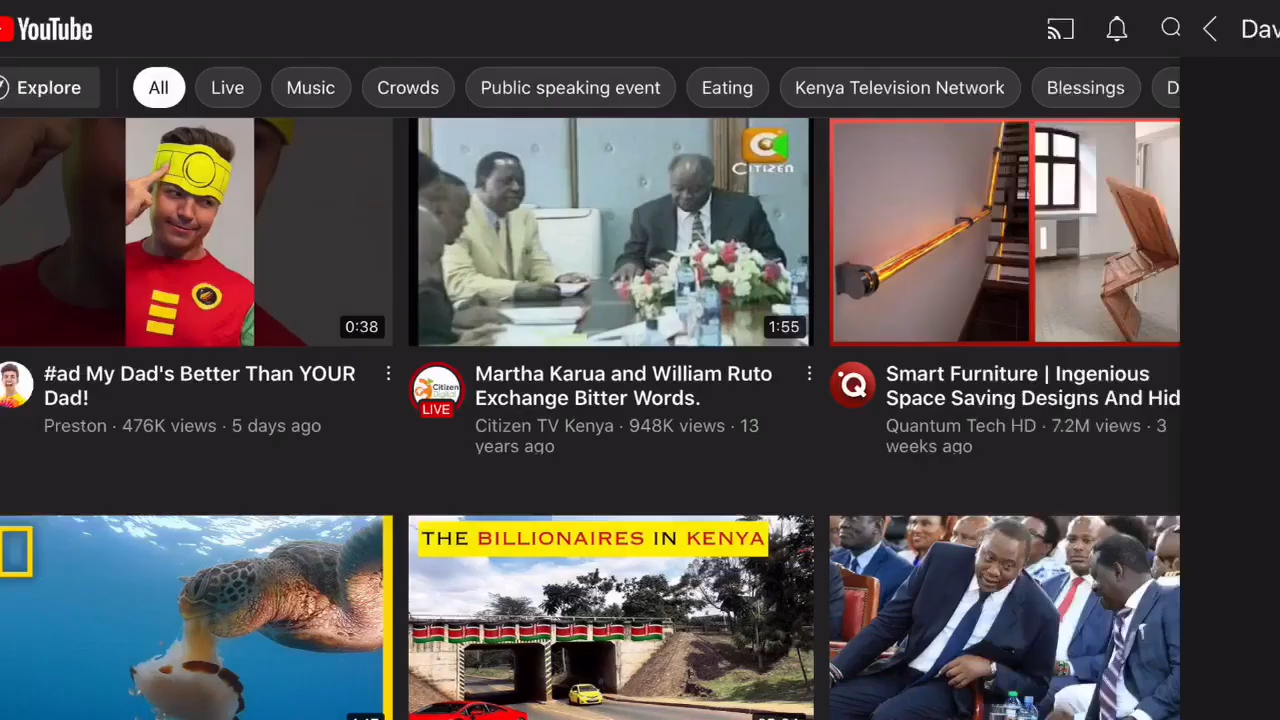 YouTube
Dav
Explore
All
Live
Music
Crowds
Public speaking event
Eating
Kenya Television Network
Blessings
D
CITIZEN
0:38
1:55
#ad My Dad's Better Than YOUR
Dad!
Preston · 476K views · 5 days ago
Citizen
Digital
LIVE
Martha Karua and William Ruto
Exchange Bitter Words.
Citizen TV Kenya · 948K views · 13
years ago
Q
Smart Furniture | Ingenious
Space Saving Designs And Hid
Quantum Tech HD · 7.2M views · 3
weeks ago
THE BILLIONAIRES IN KENYA